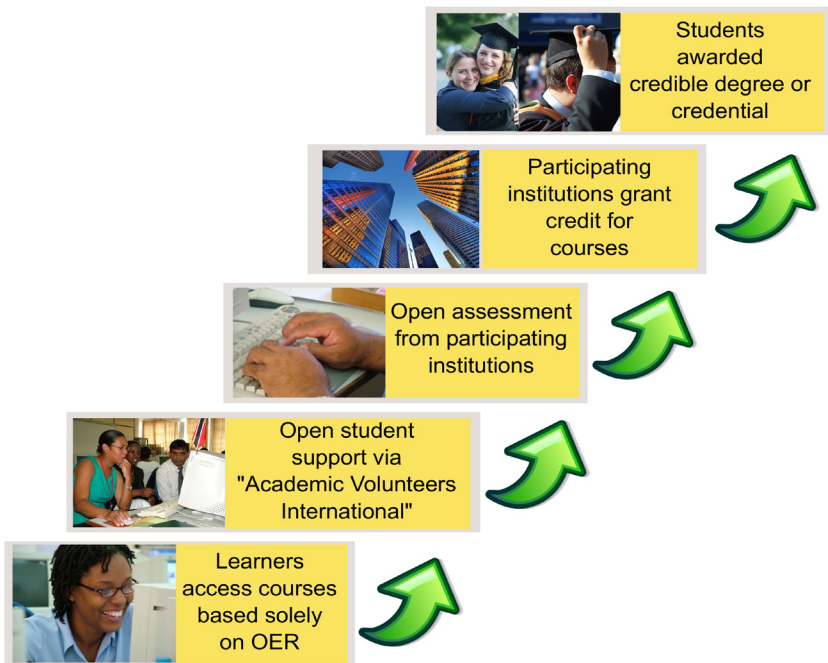 Students
awarded
credible degree or
credential
Participating
institutions grant
credit for
courses
Open assessment
from participating
institutions
Open student
support via
"Academic Volunteers
International"
Learners
access courses
based solely
on OER